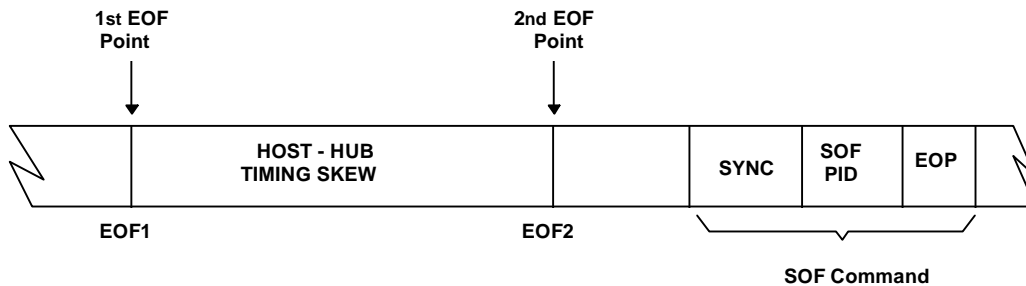 1st EOF
Point
2nd EOF
Point
HOST - HUB
TIMING SKEW
SYNC
SOF
PID
EOP
EOF1
EOF2
SOF Command